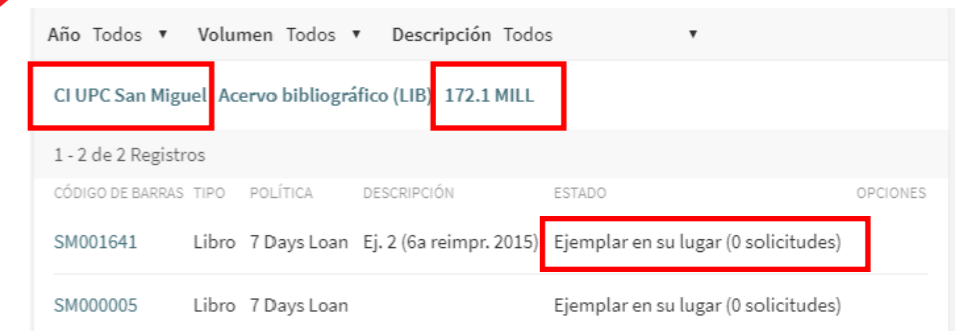 Año Todos ▼ Volumen Todos ▼ Descripción Todos ▼
CI UPC San Miguel Acervo bibliográfico (LIB) 172.1 MILL
1 - 2 de 2 Registros
CÓDIGO DE BARRAS TIPO POLÍTICA DESCRIPCIÓN ESTADO OPCIONES
SM001641 Libro 7 Days Loan Ej. 2 (6a reimpr. 2015) Ejemplar en su lugar (0 solicitudes)
SM000005 Libro 7 Days Loan Ejemplar en su lugar (0 solicitudes)